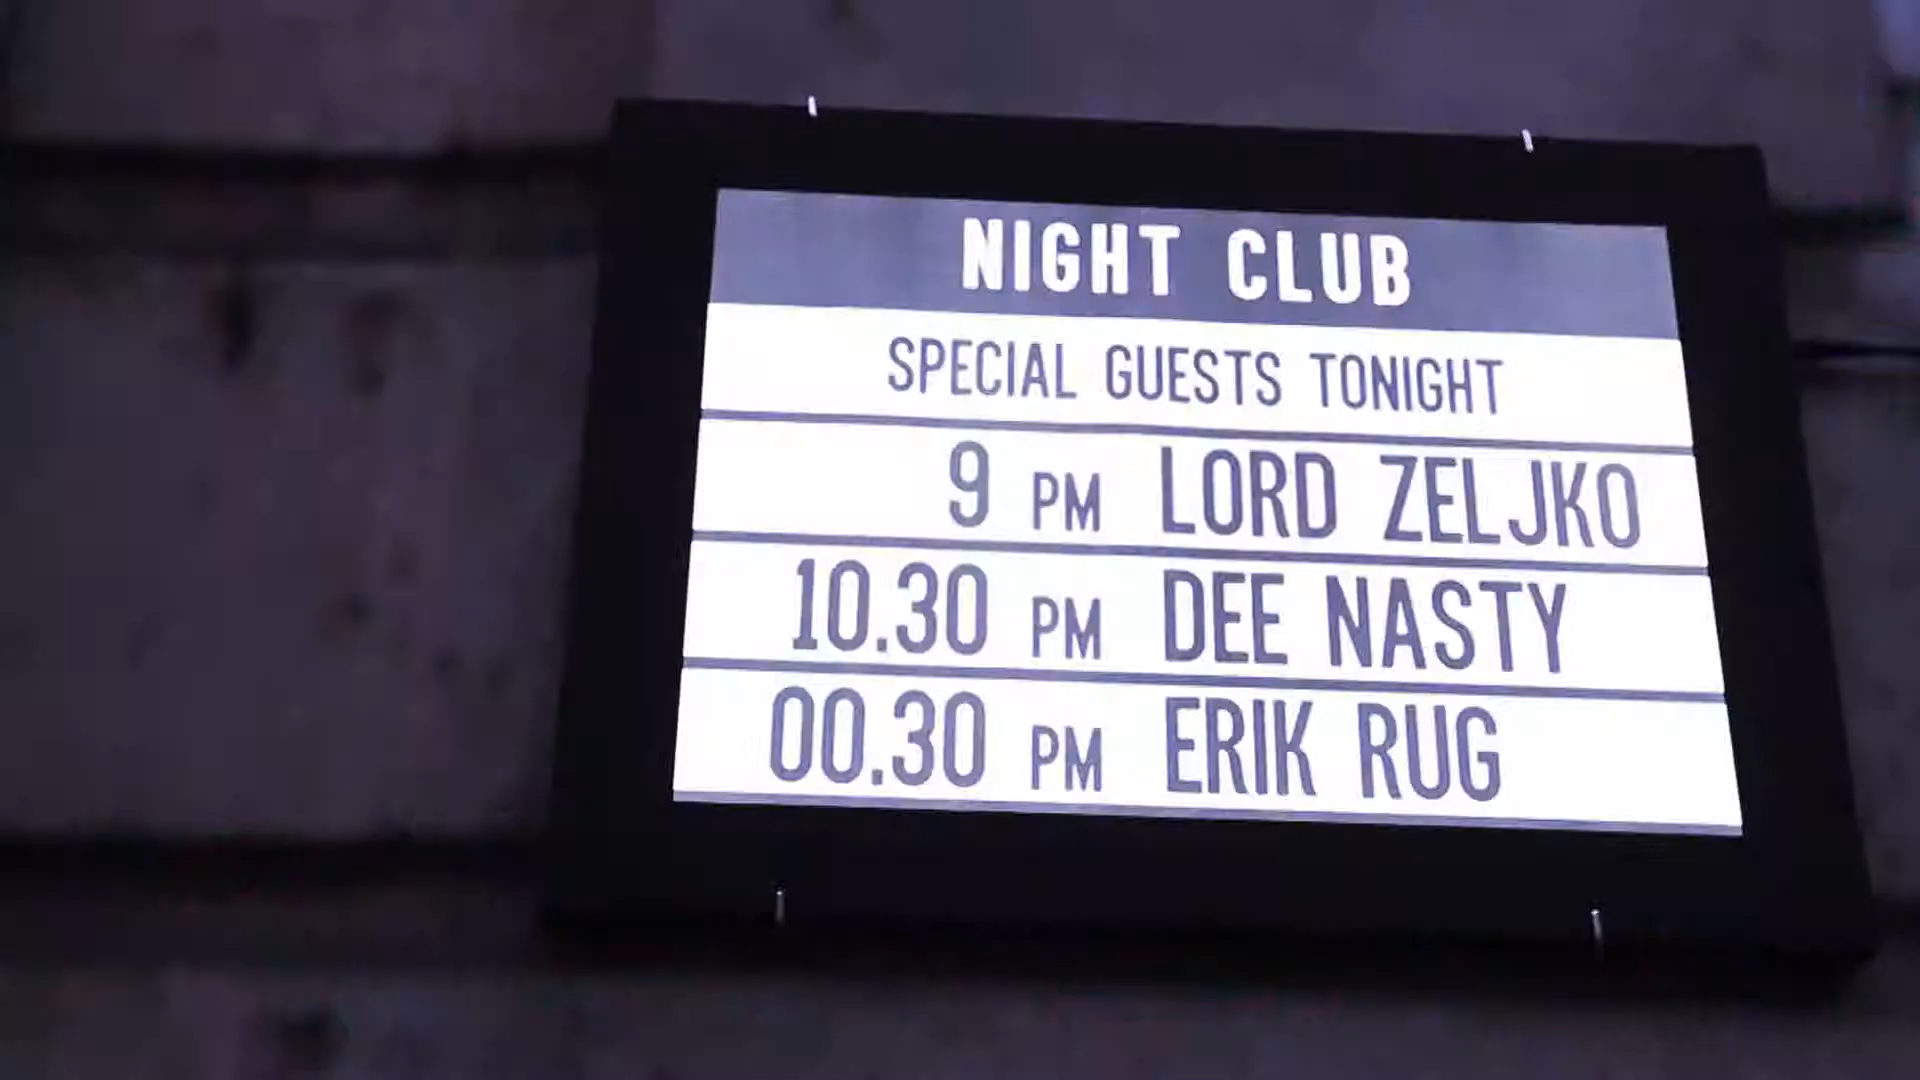 NIGHT CLUB
SPECIAL GUESTS TONIGHT
9 PM LORD ZELJKO
10.30 PM DEE NASTY
00.30 PM ERIK RUG